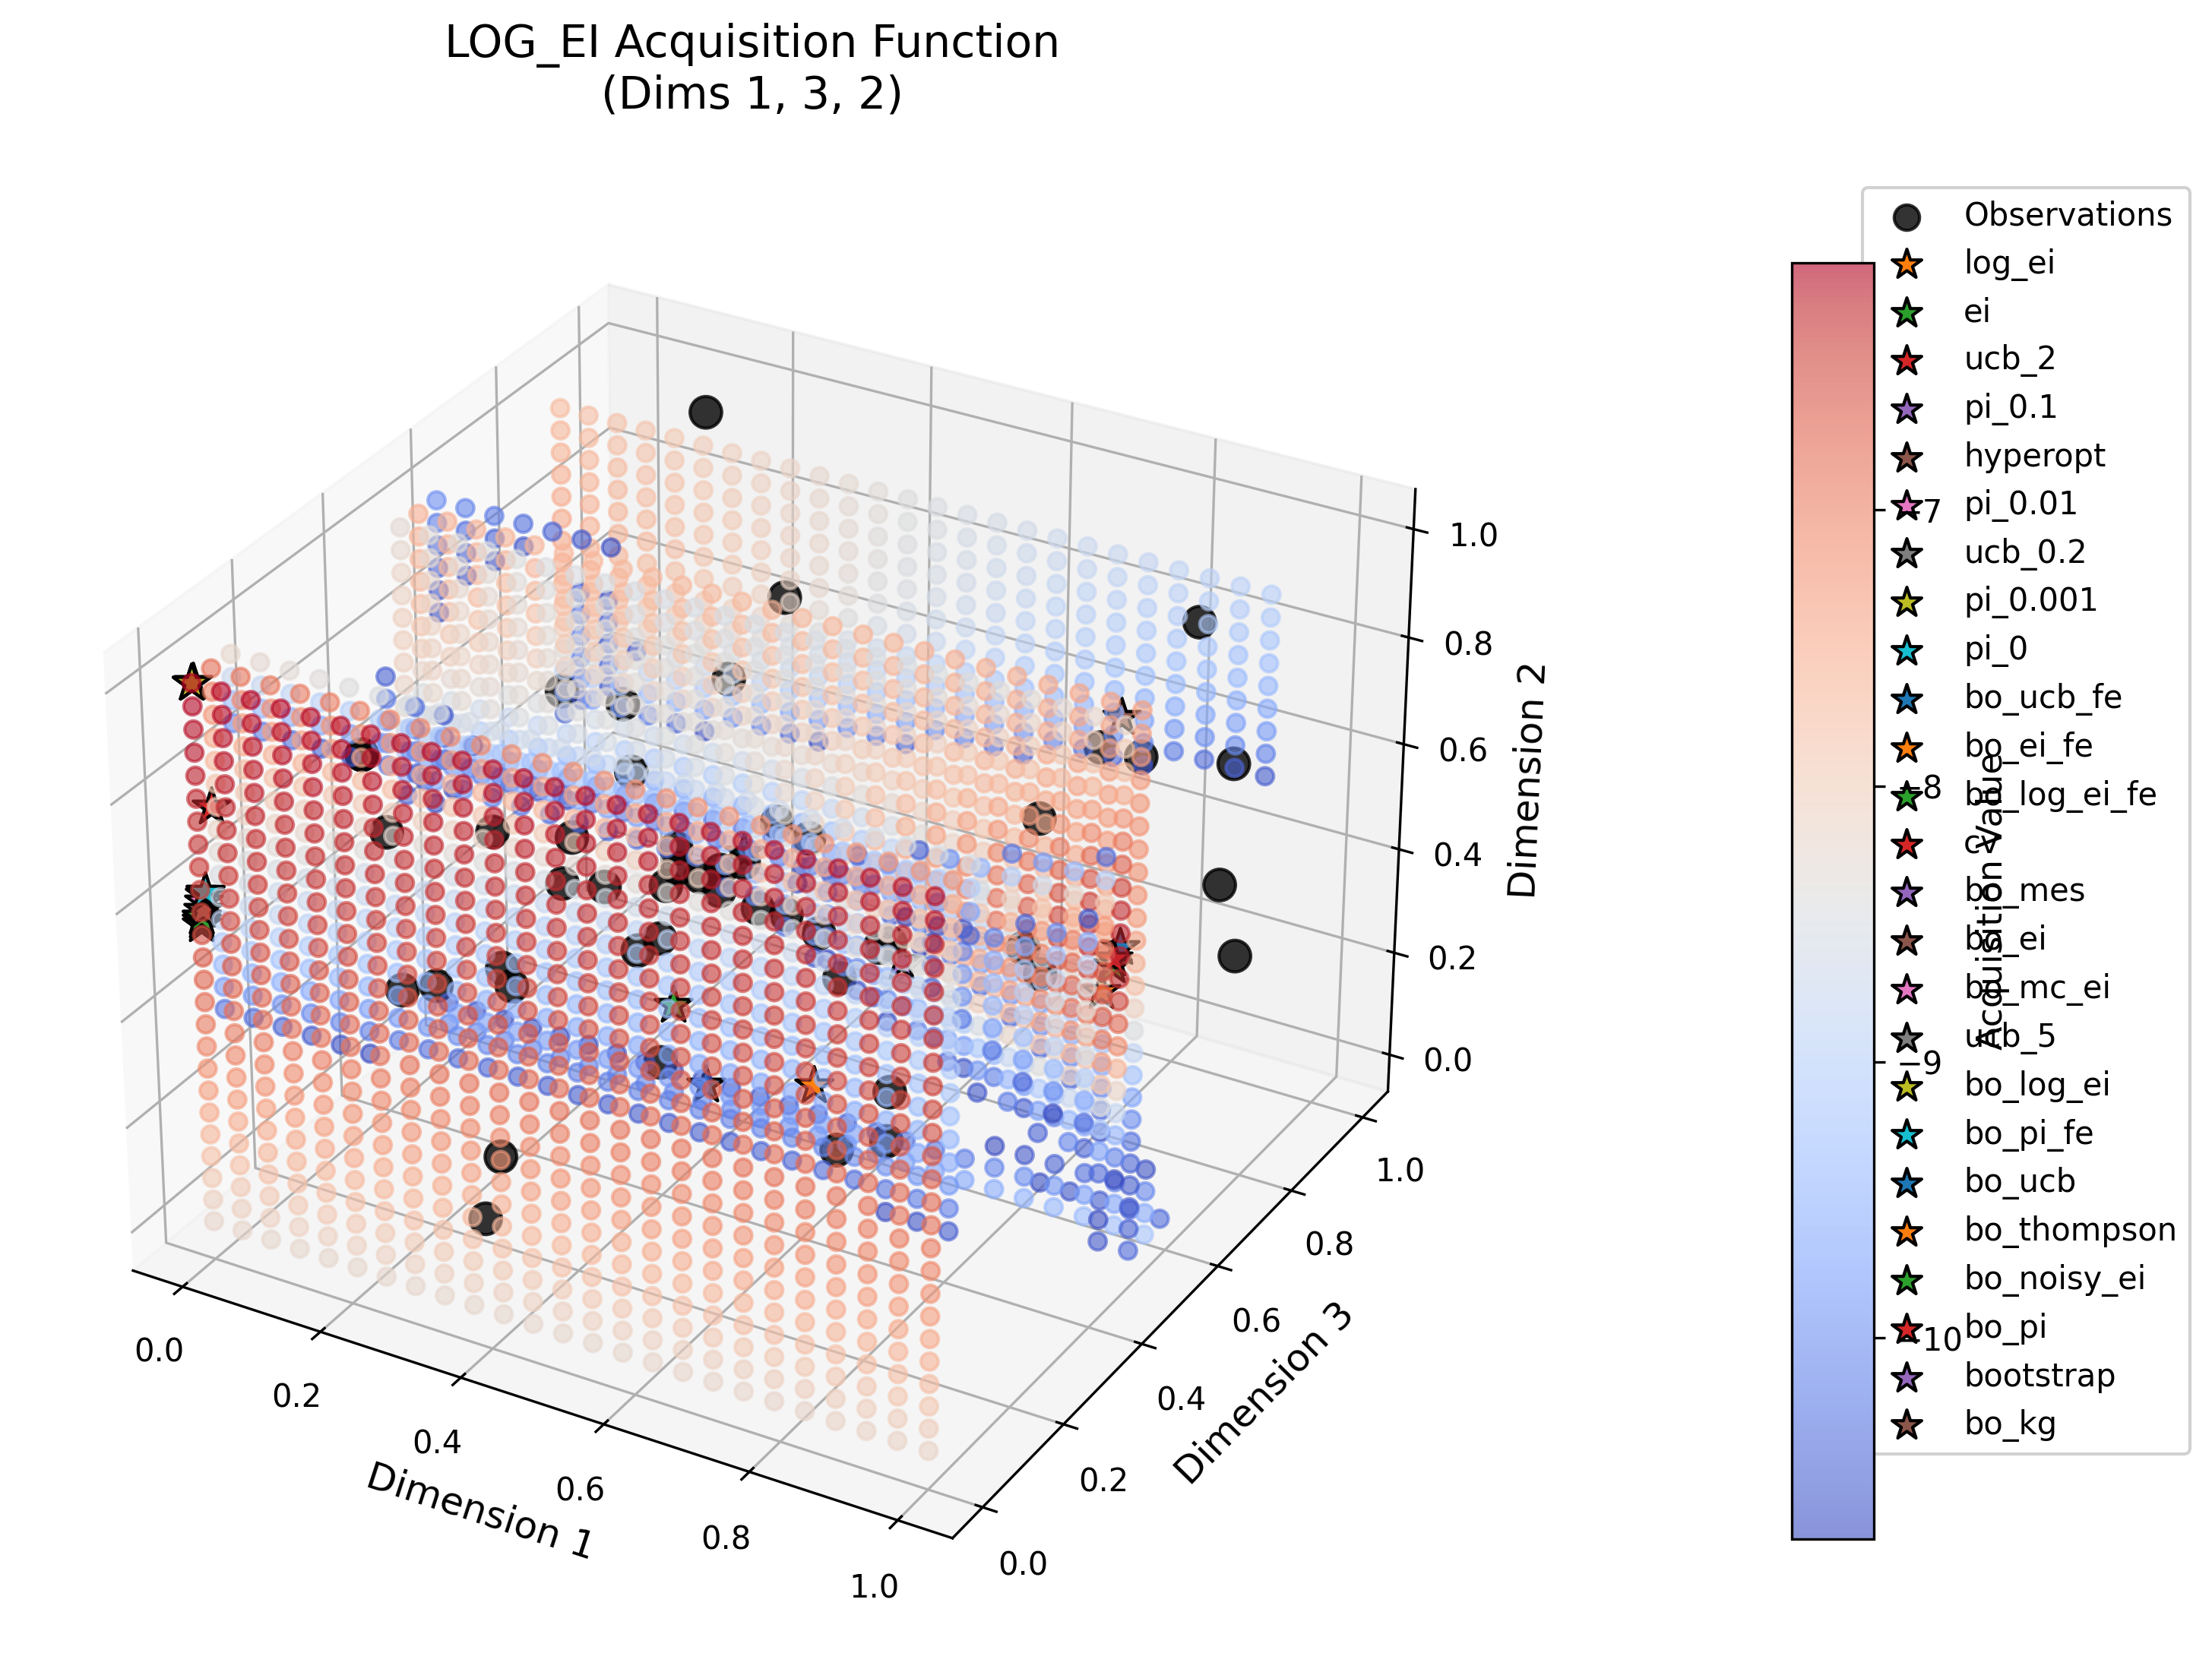 LOG_EI Acquisition Function
(Dims 1, 3, 2)
Observations
log_ei
ei
ucb_2
pi_0.1
hyperopt
pi_0.01
ucb_0.2
pi_0.001
pi_0
bo_ucb_fe
bo_ei_fe
bo_log_ei_fe
bo_mes
bo_ei
bo_mc_ei
ucb_5
bo_log_ei
bo_pi_fe
bo_ucb
bo_thompson
bo_noisy_ei
bo_pi
bootstrap
bo_kg
−7
−8
−9
−10
Acquisition Value
1.0
0.8
0.6
0.4
0.2
0.0
Dimension 2
1.0
0.8
0.6
0.4
0.2
0.0
Dimension 3
0.0
0.2
0.4
0.6
0.8
1.0
Dimension 1